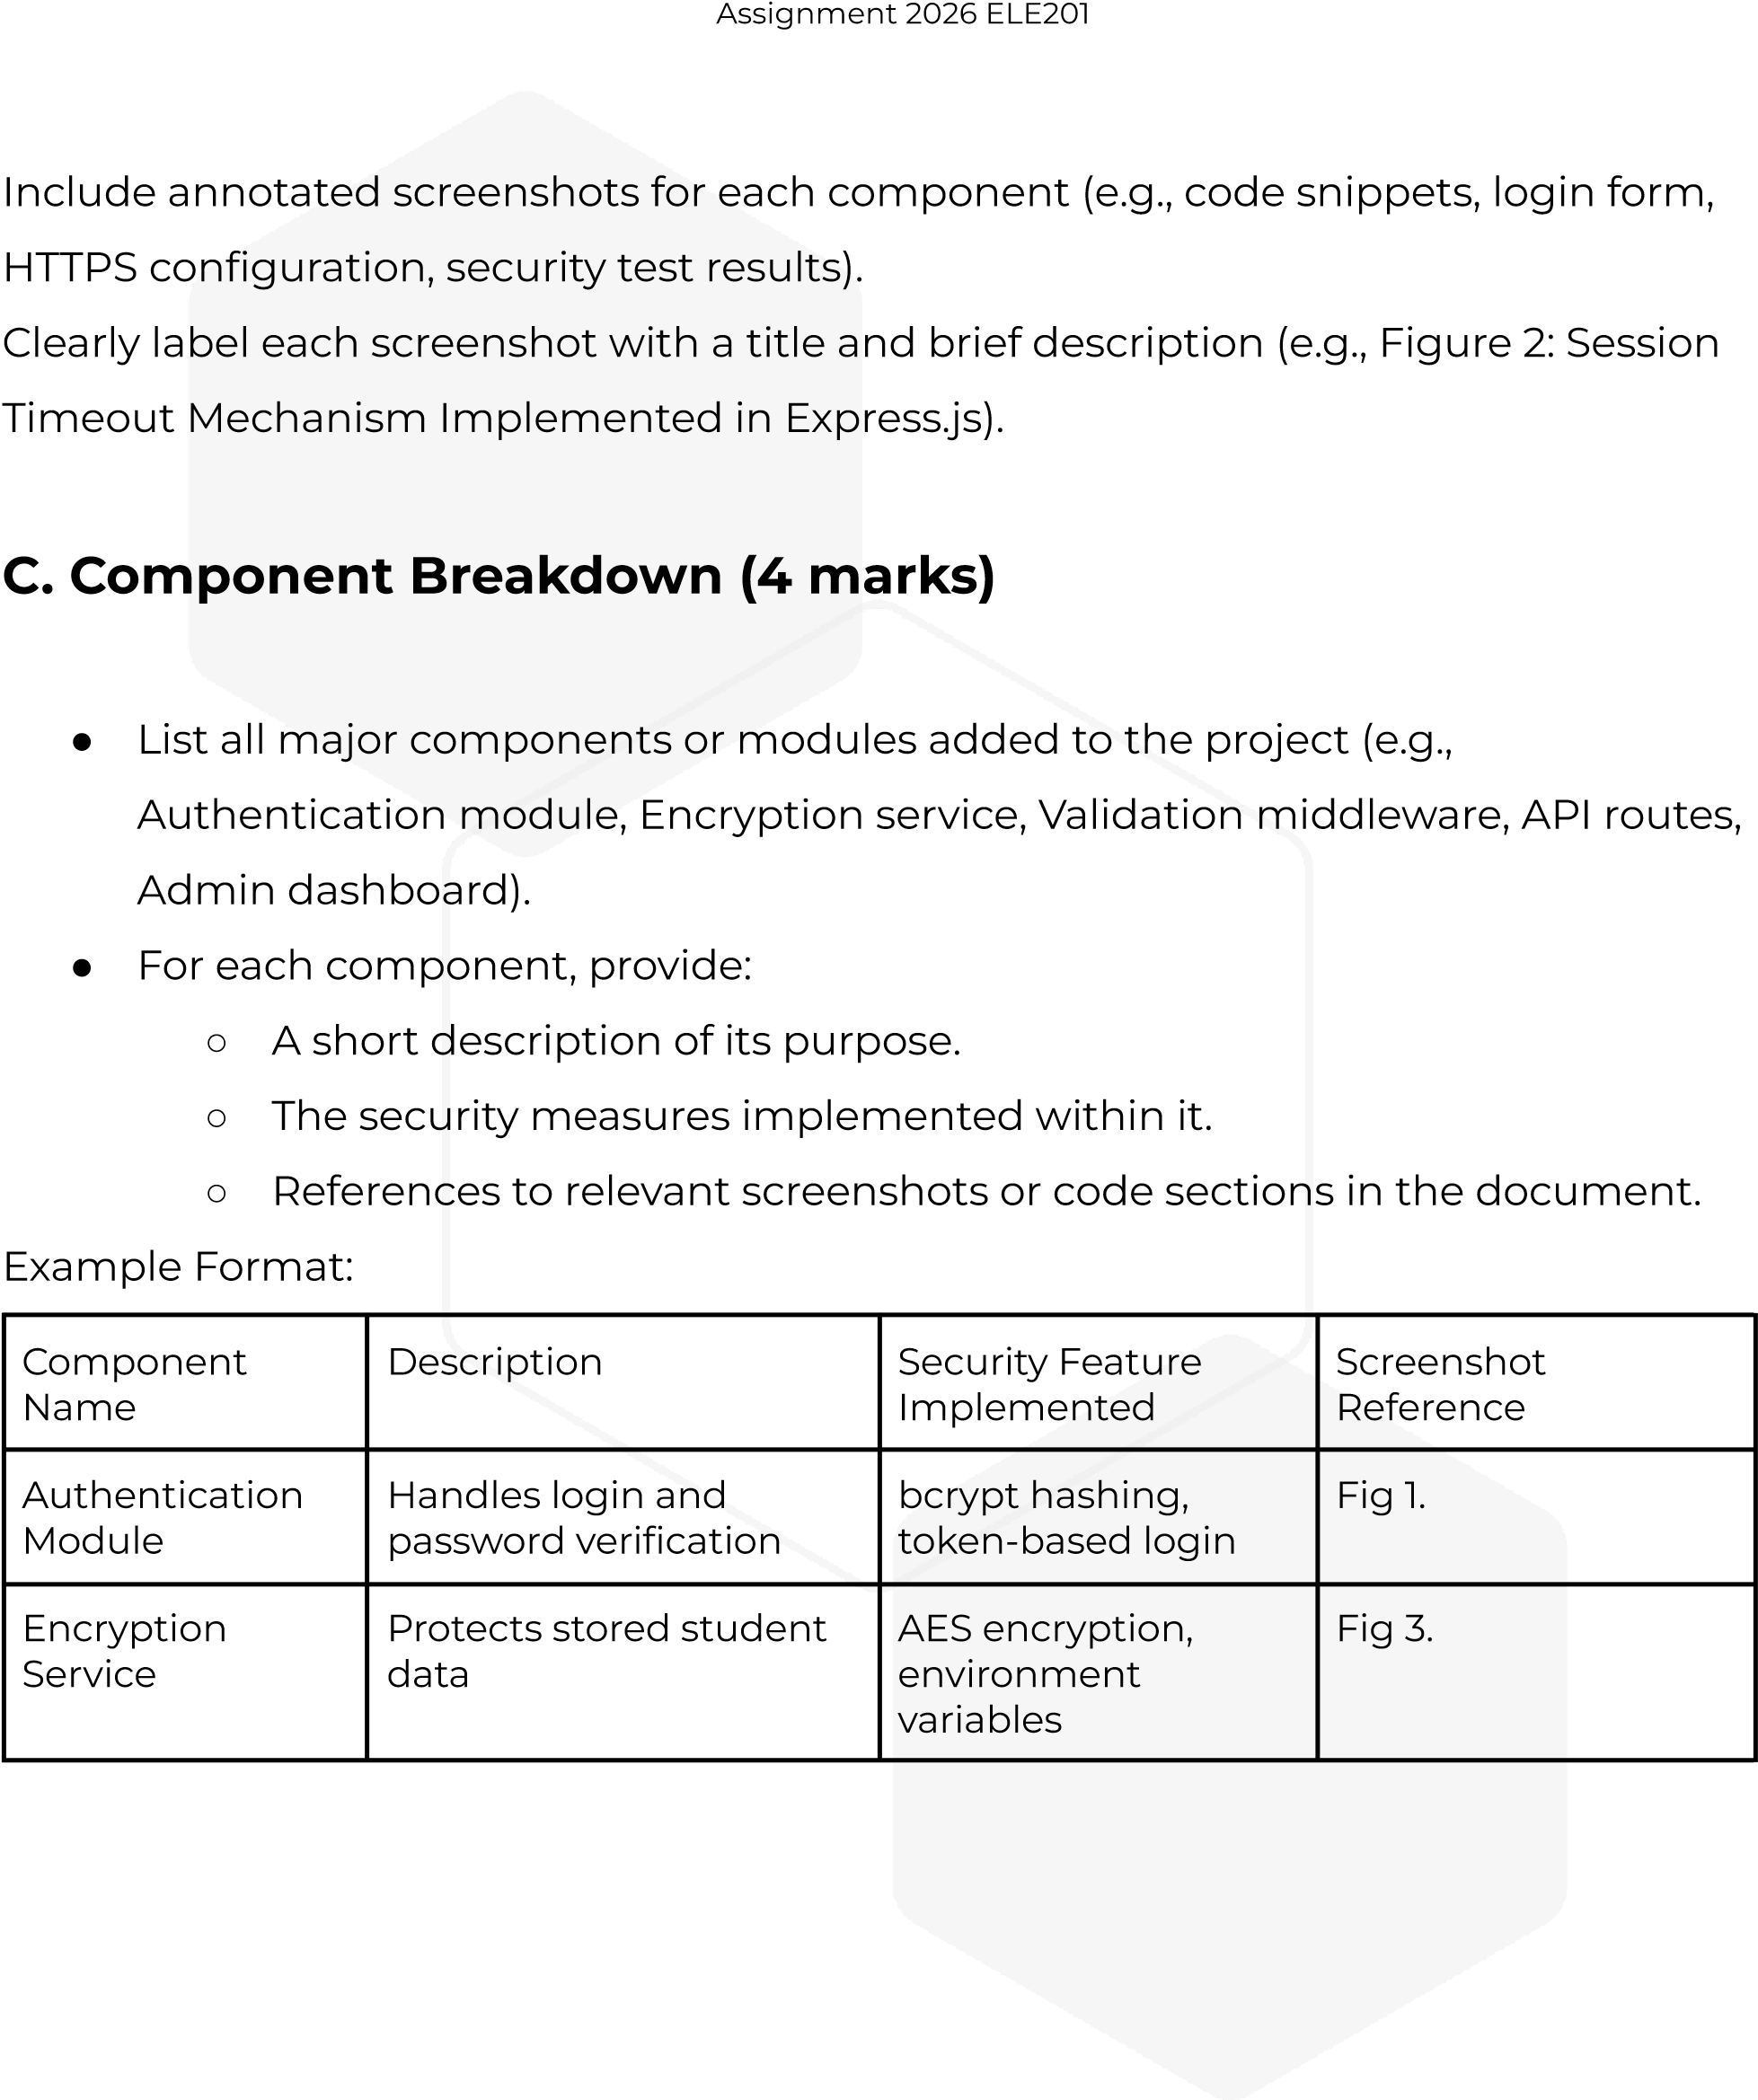 Assignment 2026 ELE201
Include annotated screenshots for each component (e.g., code snippets, login form,
HTTPS configuration, security test results).
Clearly label each screenshot with a title and brief description (e.g., Figure 2: Session
Timeout Mechanism Implemented in Express.js).
C. Component Breakdown (4 marks)
● List all major components or modules added to the project (e.g.,
Authentication module, Encryption service, Validation middleware, API routes,
Admin dashboard).
● For each component, provide:
○ A short description of its purpose.
○ The security measures implemented within it.
○ References to relevant screenshots or code sections in the document.
Example Format:
Component
Name
Description
Security Feature
Implemented
Screenshot
Reference
Authentication
Module
Handles login and
password verification
bcrypt hashing,
token-based login
Fig 1.
Encryption
Service
Protects stored student
data
AES encryption,
environment
variables
Fig 3.